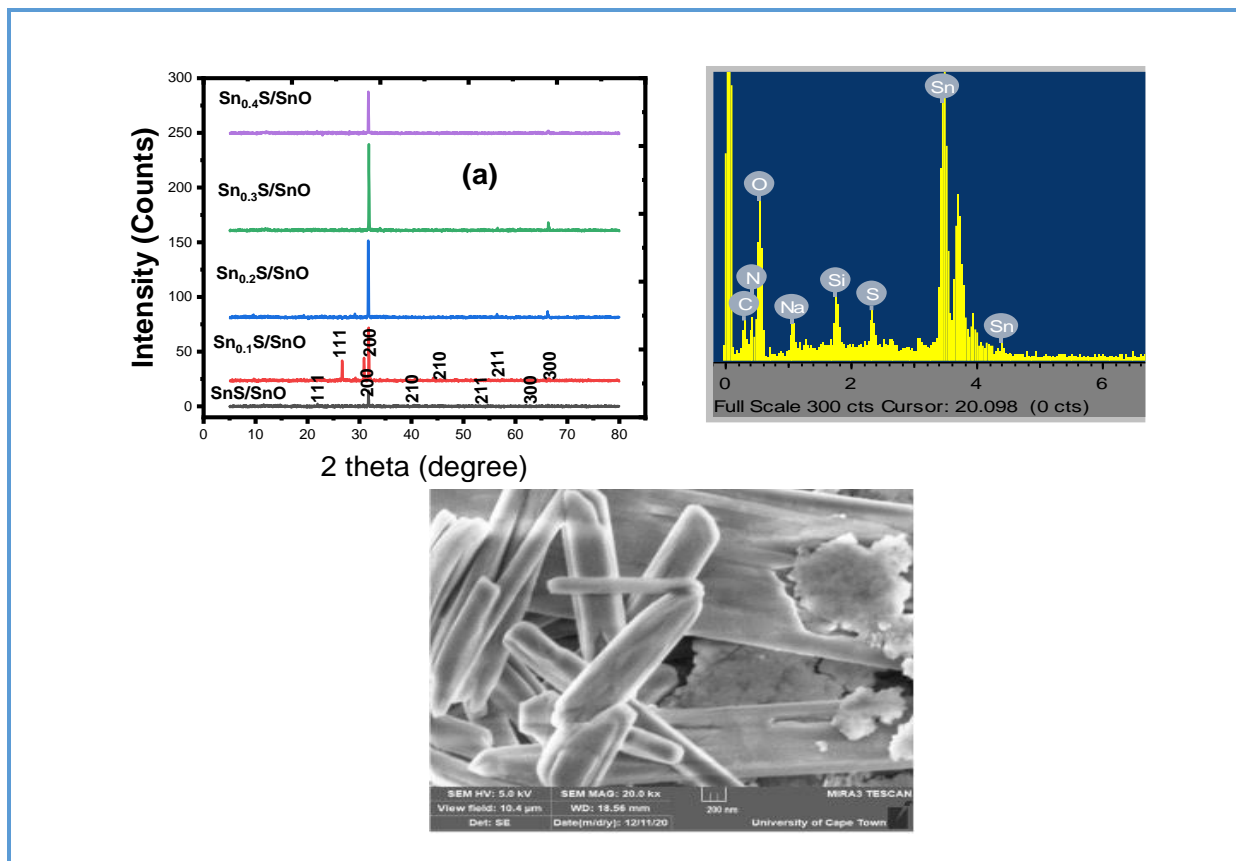 300
250
200
150
100
50
0
Intensity (Counts)
Sn0.4S/SnO
Sn0.3S/SnO
Sn0.2S/SnO
Sn0.1S/SnO
SnS/SnO
(a)
111
200
210
211
300
111
200
210
211
300
0 10 20 30 40 50 60 70 80
2 theta (degree)
Sn
O
N
C
Na
Si
S
Sn
0 2 4 6
Full Scale 300 cts Cursor: 20.098 (0 cts)
SEM HV: 5.0 kV SEM MAG: 20.0 kx MIRA3 TESCAN
View field: 10.4 µm WD: 18.56 mm 200 nm
Det: SE Date(m/d/y): 12/11/20 University of Cape Town